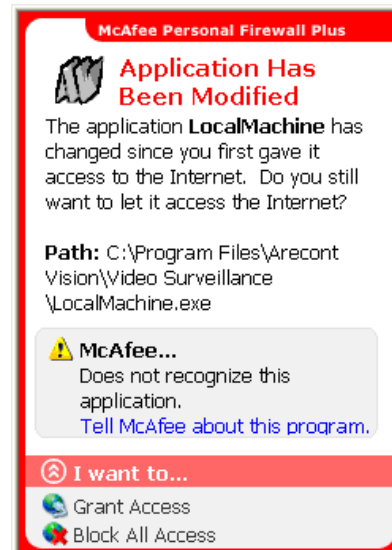 McAfee Personal Firewall Plus
Application Has
Been Modified
The application LocalMachine has
changed since you first gave it
access to the Internet. Do you still
want to let it access the Internet?
Path: C:\Program Files\Arecont
Vision\Video Surveillance
\LocalMachine.exe
McAfee...
Does not recognize this
application.
Tell McAfee about this program.
I want to...
Grant Access
Block All Access